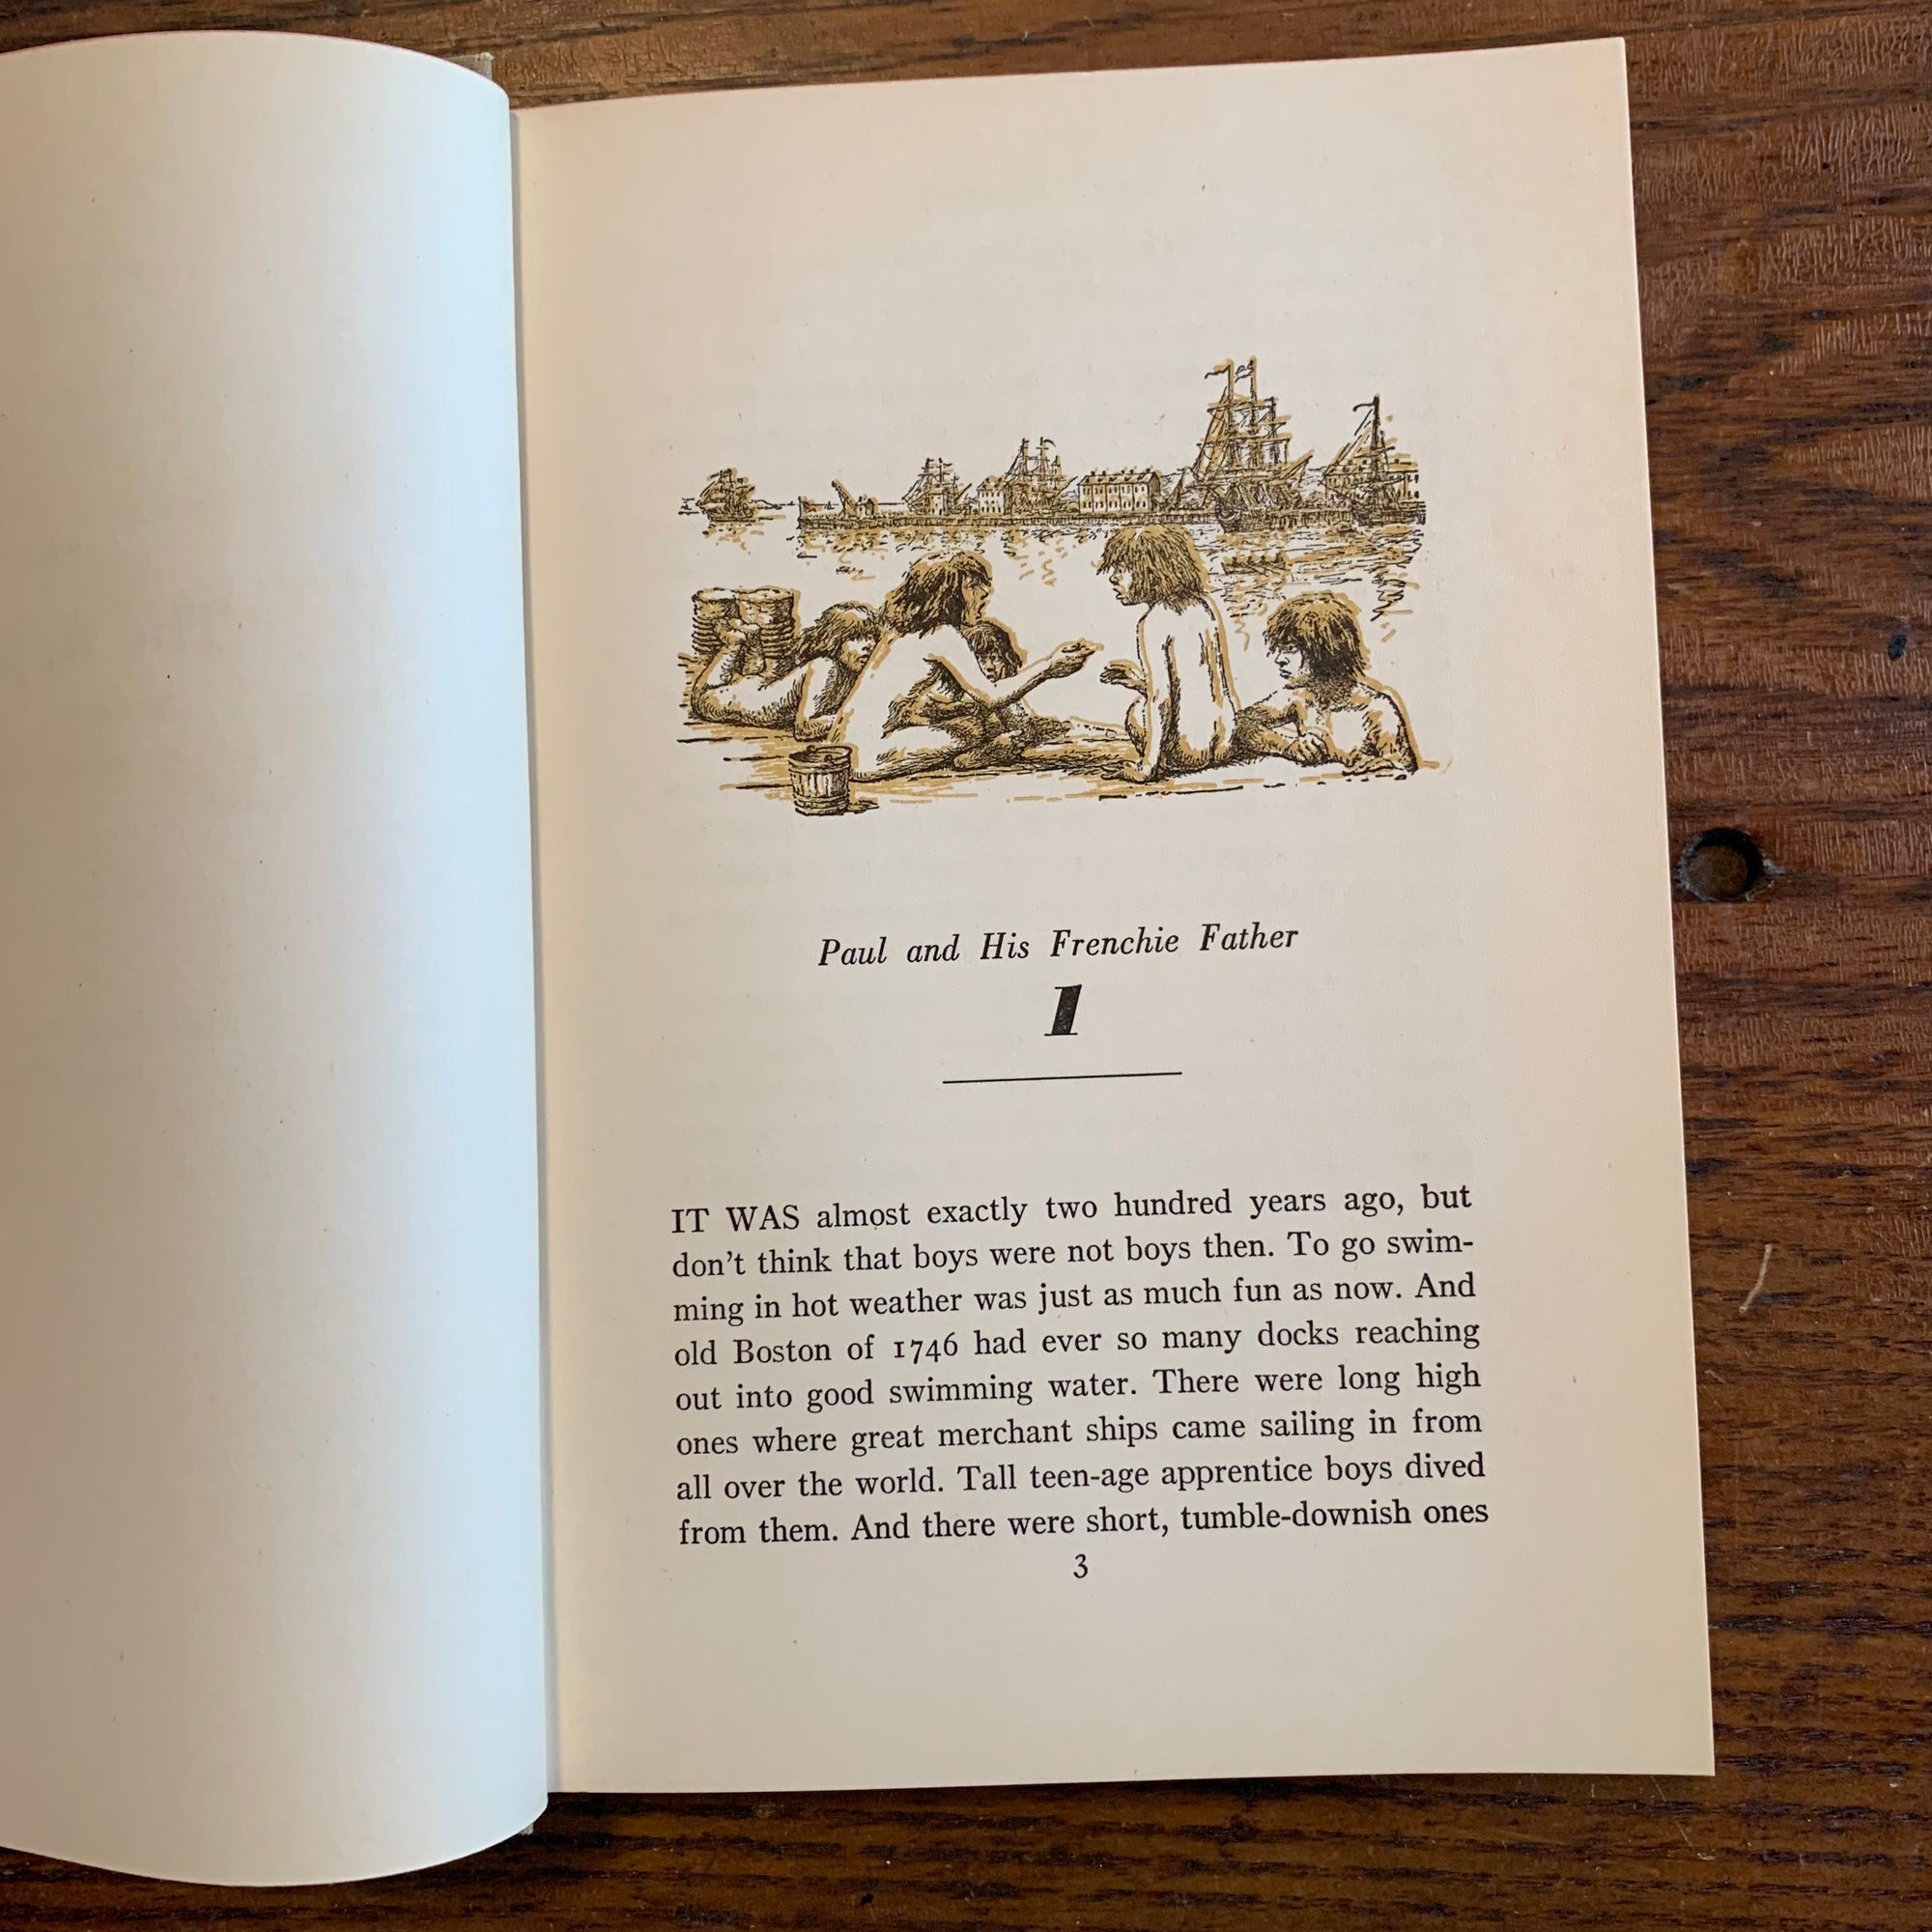 Paul and His Frenchie Father
1
IT WAS almost exactly two hundred years ago, but
don't think that boys were not boys then. To go swim-
ming in hot weather was just as much fun as now. And
old Boston of 1746 had ever so many docks reaching
out into good swimming water. There were long high
ones where great merchant ships came sailing in from
all over the world. Tall teen-age apprentice boys dived
from them. And there were short, tumble-downish ones
3